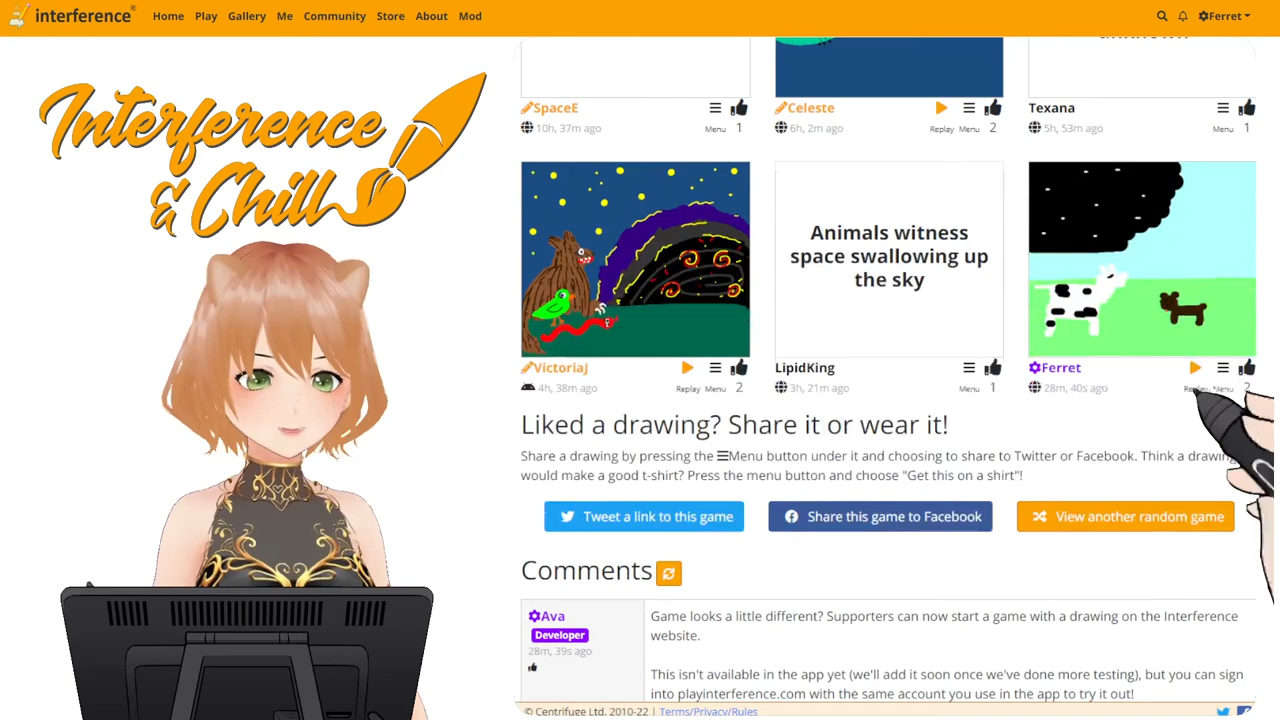 interference®
Home Play Gallery Me Community Store About Mod
Ferret
Interference
& Chill
SpaceE
10h, 37m ago
Menu 1
Celeste
6h, 2m ago
Replay Menu 2
Texana
5h, 53m ago
Menu 1
VictoriaJ
4h, 38m ago
Replay Menu 2
Animals witness
space swallowing up
the sky
LipidKing
3h, 21m ago
Menu 1
Ferret
28m, 40s ago
Replay Menu 2
Liked a drawing? Share it or wear it!
Share a drawing by pressing the Menu button under it and choosing to share to Twitter or Facebook. Think a drawing
would make a good t-shirt? Press the menu button and choose "Get this on a shirt"!
Tweet a link to this game
Share this game to Facebook
View another random game
Comments
Ava
Developer
28m, 39s ago
Game looks a little different? Supporters can now start a game with a drawing on the Interference
website.
This isn't available in the app yet (we'll add it soon once we've done more testing), but you can sign
into playinterference.com with the same account you use in the app to try it out!
© Centrifuge Ltd. 2010-22 | Terms/Privacy/Rules